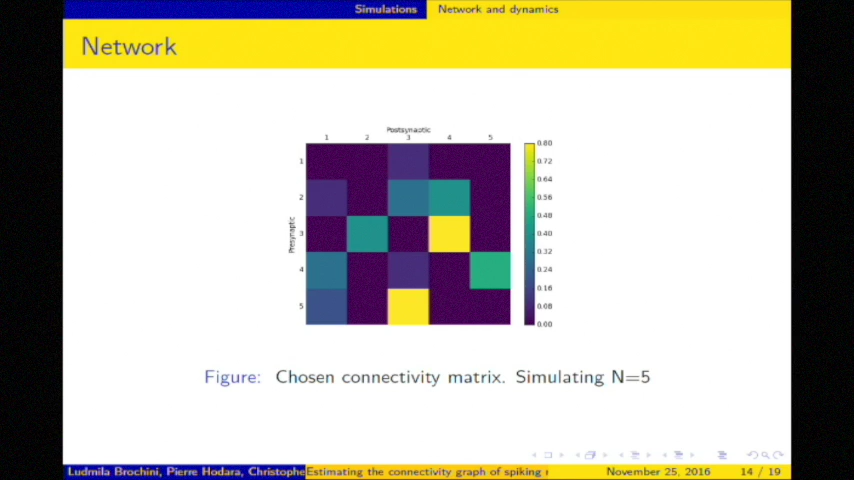 Simulations Network and dynamics
Network
Postsynaptic
1 2 3 4 5
Presynaptic
1
2
3
4
5
0.80
0.72
0.64
0.56
0.48
0.40
0.32
0.24
0.16
0.08
0.00
Figure: Chosen connectivity matrix. Simulating N=5
Ludmila Brochini, Pierre Hodara, Christophe Estimating the connectivity graph of spiking November 25, 2016 14 / 19